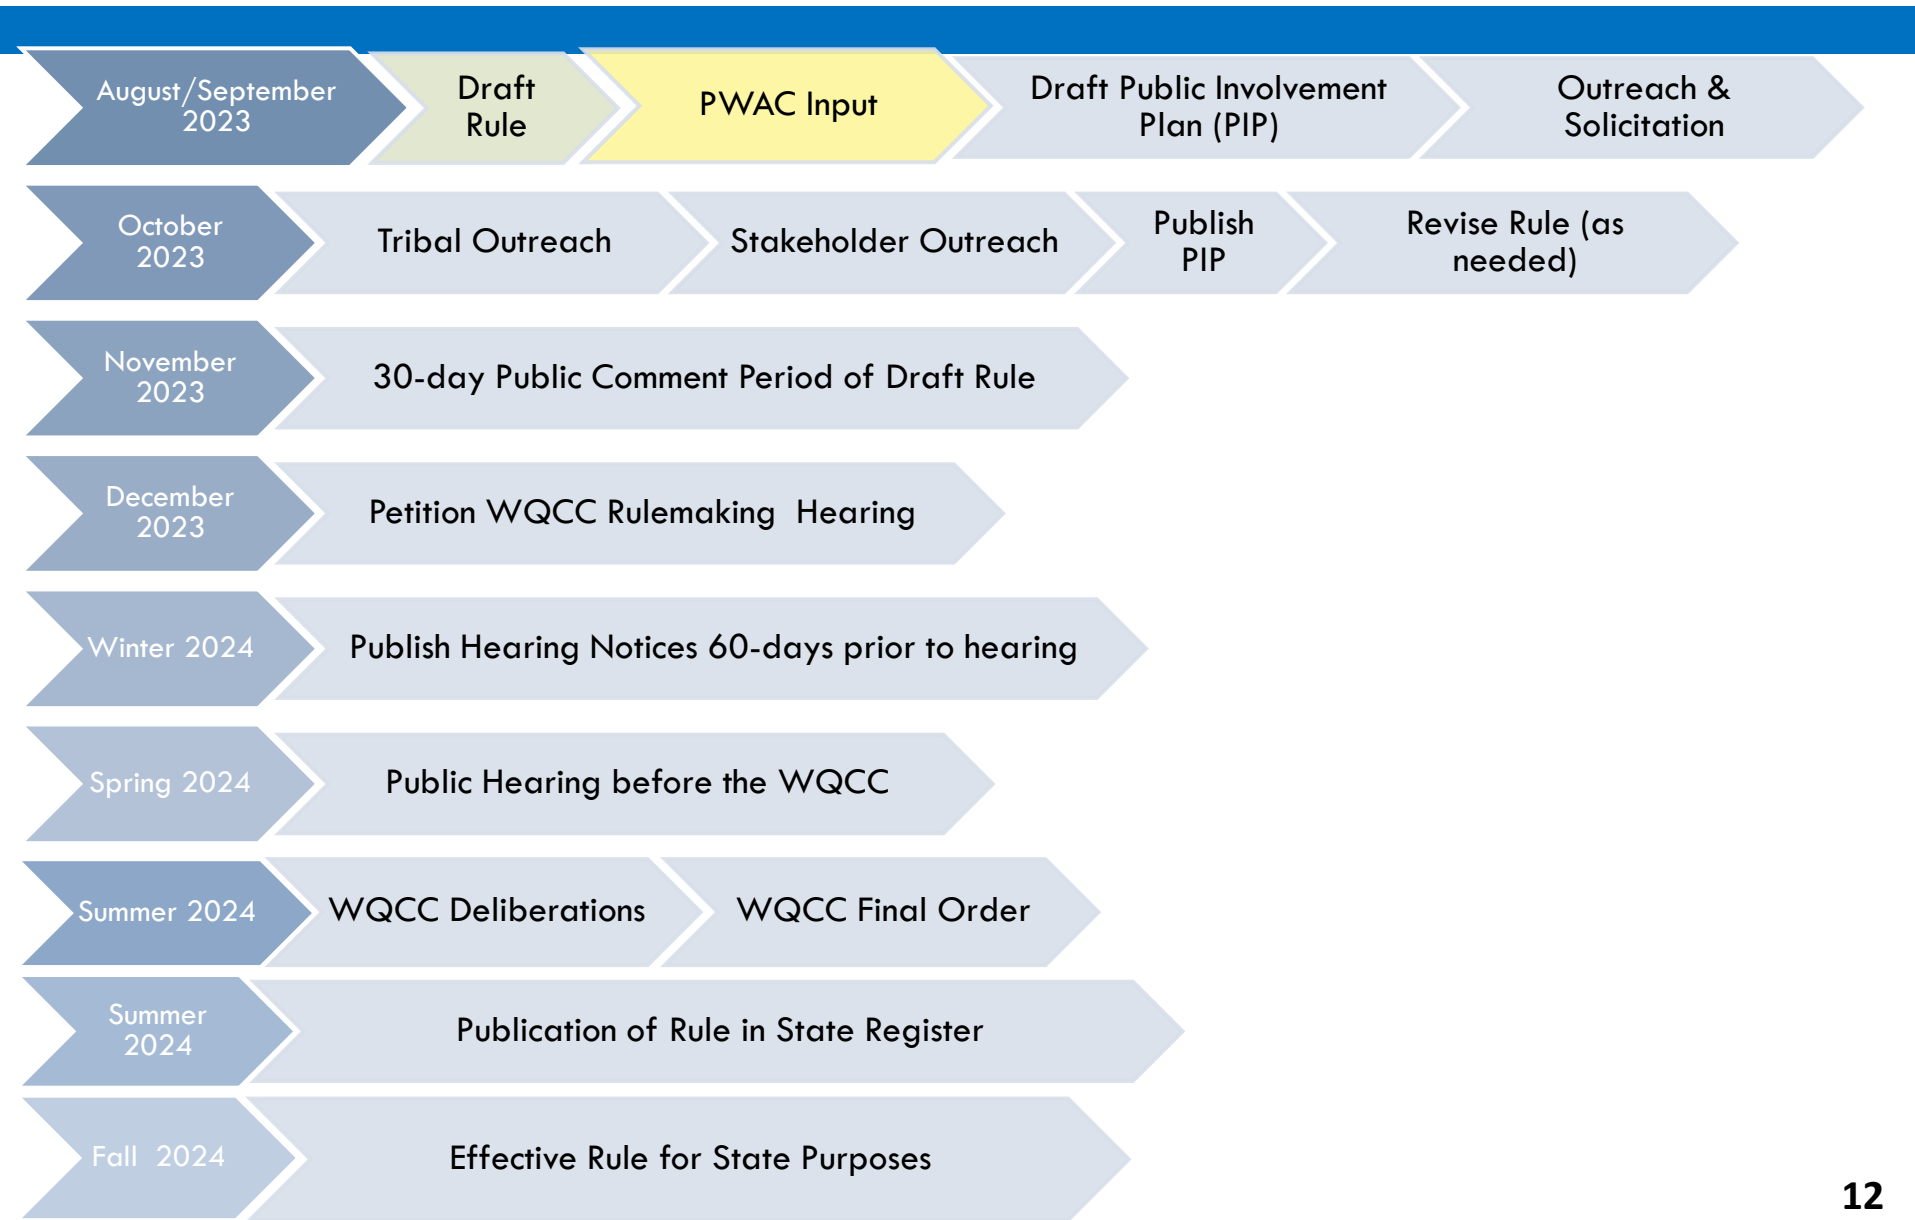 August/September
2023
Draft
Rule
PWAC Input
Draft Public Involvement
Plan (PIP)
Outreach &
Solicitation
October
2023
Tribal Outreach
Stakeholder Outreach
Publish
PIP
Revise Rule (as
needed)
November
2023
30-day Public Comment Period of Draft Rule
December
2023
Petition WQCC Rulemaking  Hearing
Winter 2024
Publish Hearing Notices 60-days prior to hearing
Spring 2024
Public Hearing before the WQCC
Summer 2024
WQCC Deliberations
WQCC Final Order
Summer
2024
Publication of Rule in State Register
Fall  2024
Effective Rule for State Purposes
12